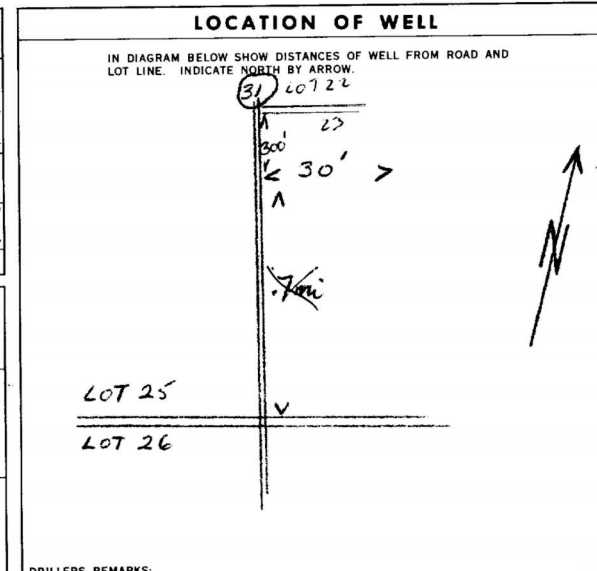 LOCATION OF WELL
IN DIAGRAM BELOW SHOW DISTANCES OF WELL FROM ROAD AND
LOT LINE. INDICATE NORTH BY ARROW.
31 LOT 22
23
300'
< 30' >
.7mi
N
LOT 25
LOT 26
DRILLERS REMARKS: